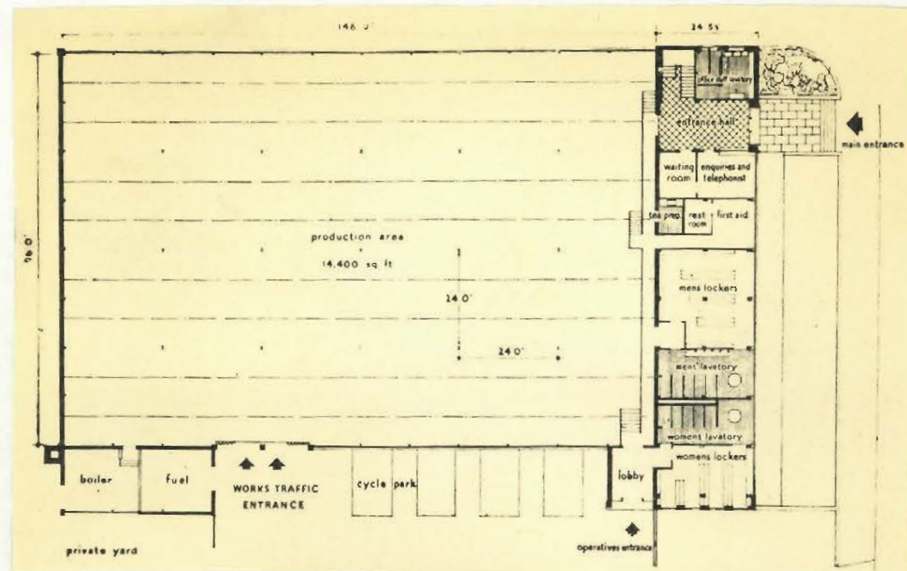 24.5½
office staff lavatory
entrance hall
main entrance
waiting room
enquiries and telephonist
tea prep.
rest room
first aid
96.0'
production area
14,400 sq ft
24.0'
mens lockers
24.0'
mens lavatory
womens lavatory
womens lockers
boiler
fuel
WORKS TRAFFIC
ENTRANCE
cycle park
lobby
operatives entrance
private yard